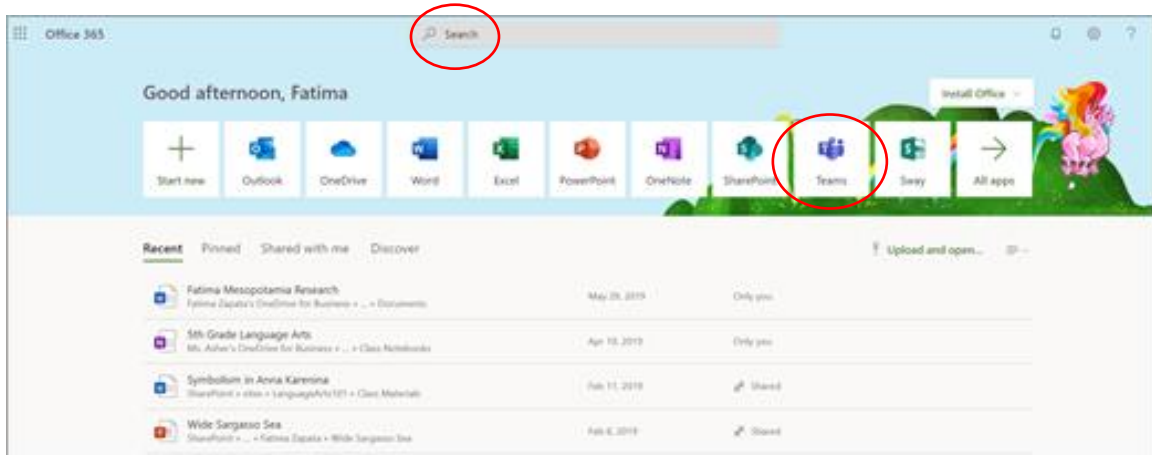 Office 365
Search
?
Good afternoon, Fatima
Install Office
Start new Outlook OneDrive Word Excel PowerPoint OneNote SharePoint Teams Sway All apps
Recent Pinned Shared with me Discover Upload and open...
Fatima Mesopotamia Research May 29, 2019 Only you
Fatima Zapata's OneDrive for Business » ... » Documents
5th Grade Language Arts Apr 19, 2019 Only you
Ms. Asher's OneDrive for Business » ... » Class Notebooks
Symbolism in Anna Karenina Feb 11, 2019 Shared
SharePoint » sites » LanguageArts101 » Class Materials
Wide Sargasso Sea Feb 6, 2019 Shared
SharePoint » ... » Fatima Zapata » Wide Sargasso Sea